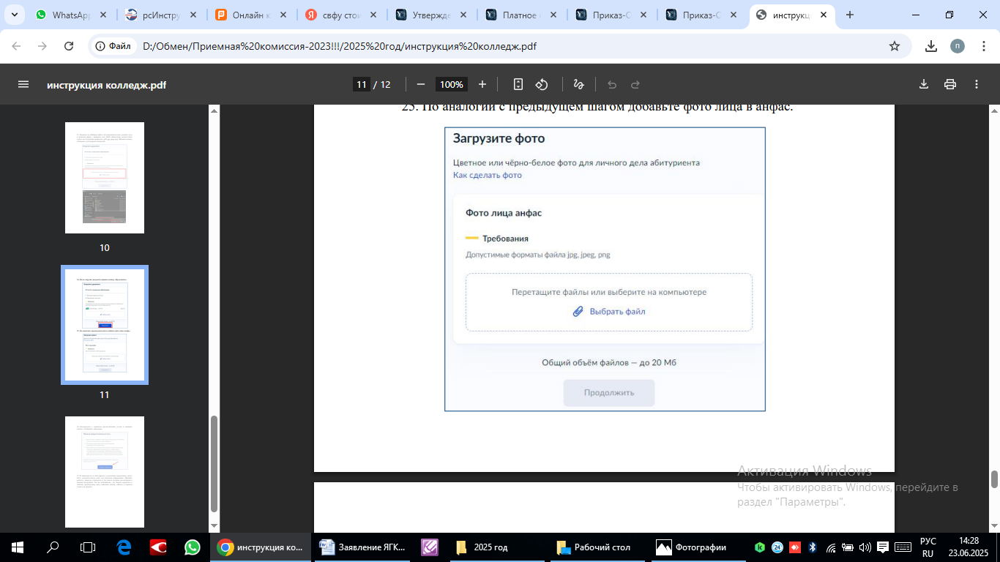 WhatsApp
рсИнстру
Онлайн к
свфу стои
Утвержде
Платное
Приказ-С
Приказ-С
инструкц
Файл
D:/Обмен/Приемная%20комиссия-2023!!!/2025%20год/инструкция%20колледж.pdf
п
инструкция колледж.pdf
11 / 12
100%
10
11
25. По аналогии с предыдущем шагом добавьте фото лица в анфас.
Загрузите фото
Цветное или чёрно-белое фото для личного дела абитуриента
Как сделать фото
Фото лица анфас
Требования
Допустимые форматы файла jpg, jpeg, png
Перетащите файлы или выберите на компьютере
Выбрать файл
Общий объём файлов — до 20 Мб
Продолжить
Активация Windows
Чтобы активировать Windows, перейдите в
раздел "Параметры".
инструкция ко...
Заявление ЯГК...
2025 год
Рабочий стол
Фотографии
24
РУС
RU
14:28
23.06.2025